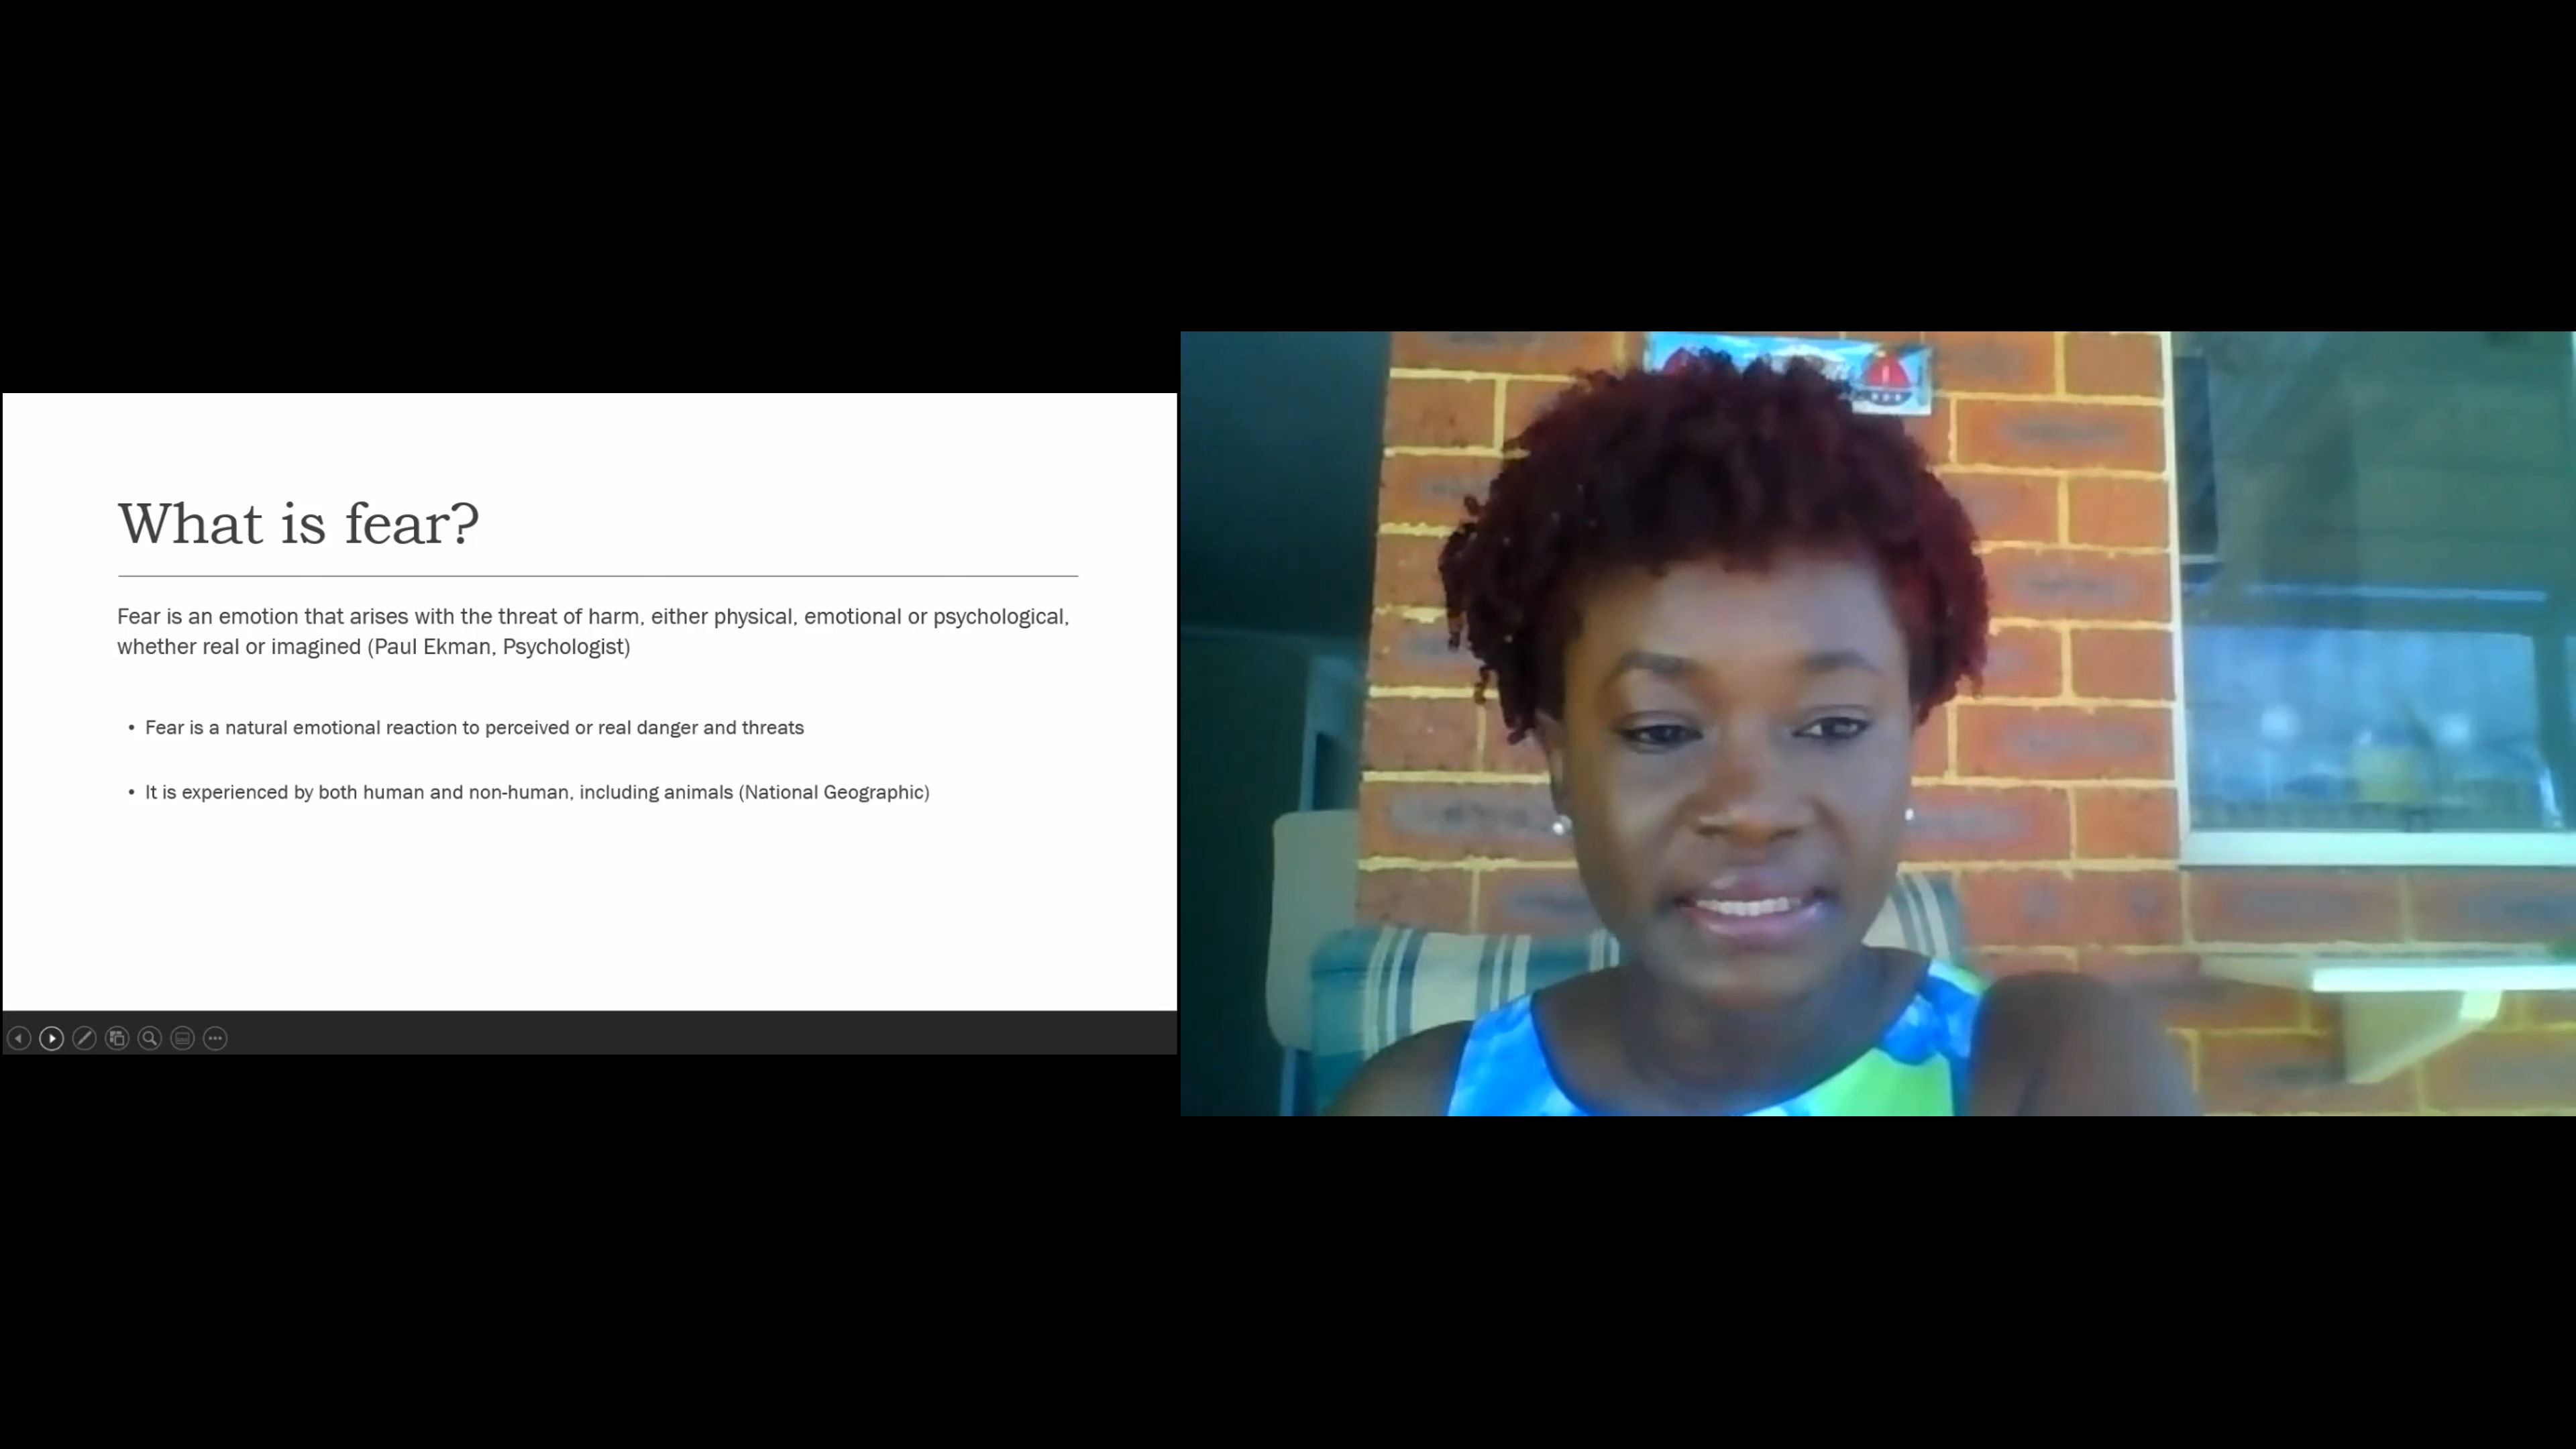 What is fear?
Fear is an emotion that arises with the threat of harm, either physical, emotional or psychological,
whether real or imagined (Paul Ekman, Psychologist)
• Fear is a natural emotional reaction to perceived or real danger and threats
• It is experienced by both human and non-human, including animals (National Geographic)